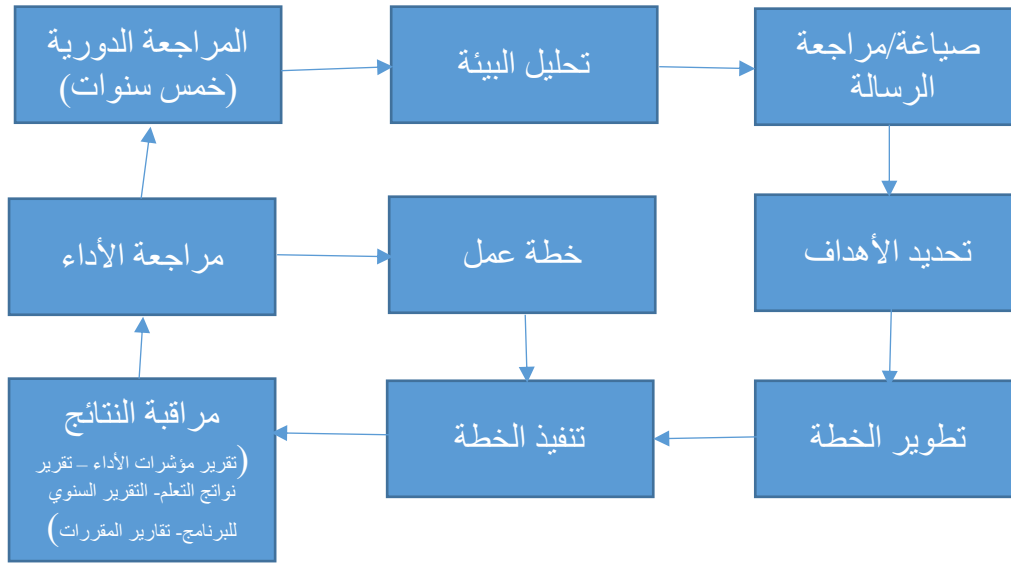 المراجعة الدورية
(خمس سنوات)
تحليل البيئة
صياغة/مراجعة
الرسالة
مراجعة الأداء
خطة عمل
تحديد الأهداف
مراقبة النتائج
(تقرير مؤشرات الأداء – تقرير
نواتج التعلم- التقرير السنوي
للبرنامج- تقارير المقررات)
تنفيذ الخطة
تطوير الخطة